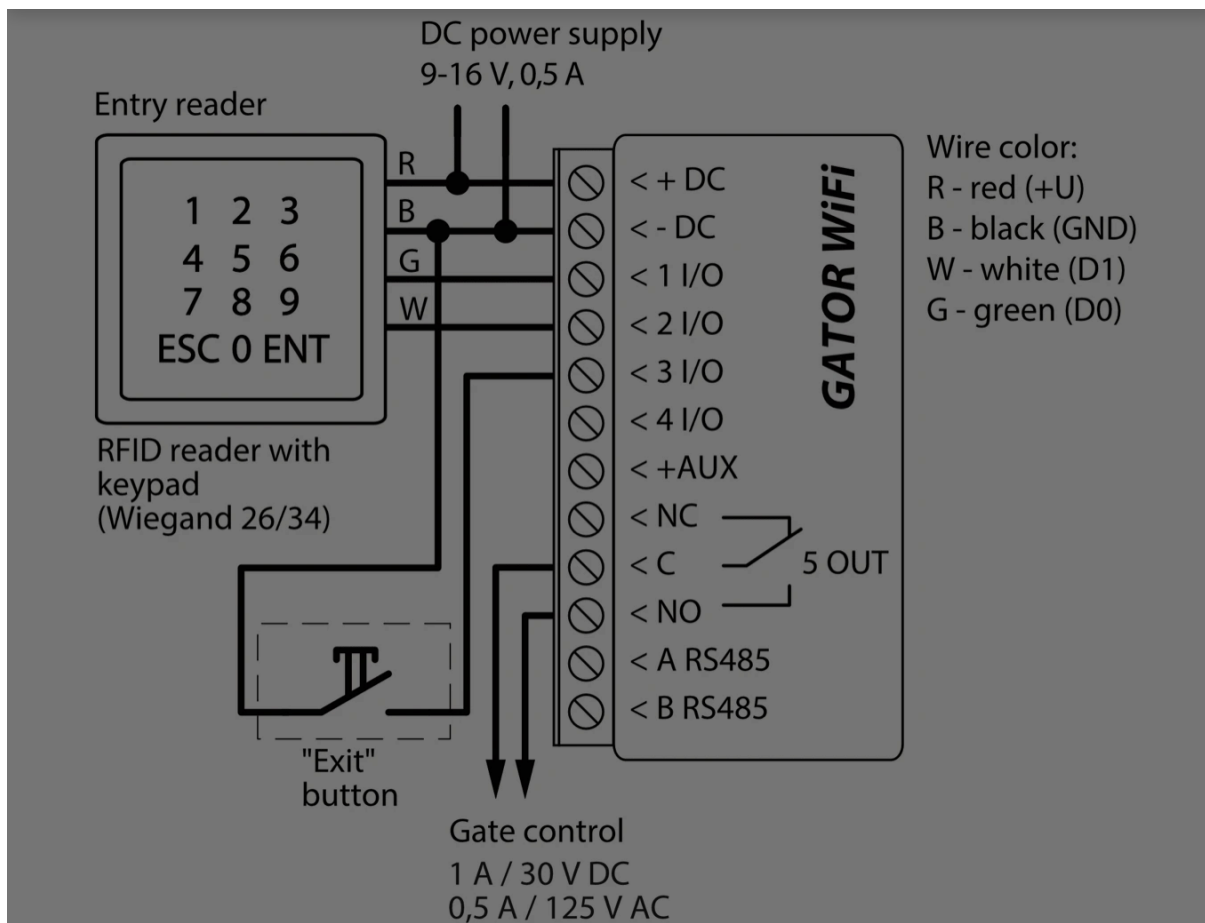 DC power supply
9-16 V, 0,5 A
Entry reader
1 2 3
4 5 6
7 8 9
ESC 0 ENT
RFID reader with
keypad
(Wiegand 26/34)
R
B
G
W
< + DC
< - DC
< 1 I/O
< 2 I/O
< 3 I/O
< 4 I/O
< +AUX
< NC
< C
5 OUT
< NO
< A RS485
< B RS485
GATOR WiFi
Wire color:
R - red (+U)
B - black (GND)
W - white (D1)
G - green (D0)
"Exit"
button
Gate control
1 A / 30 V DC
0,5 A / 125 V AC